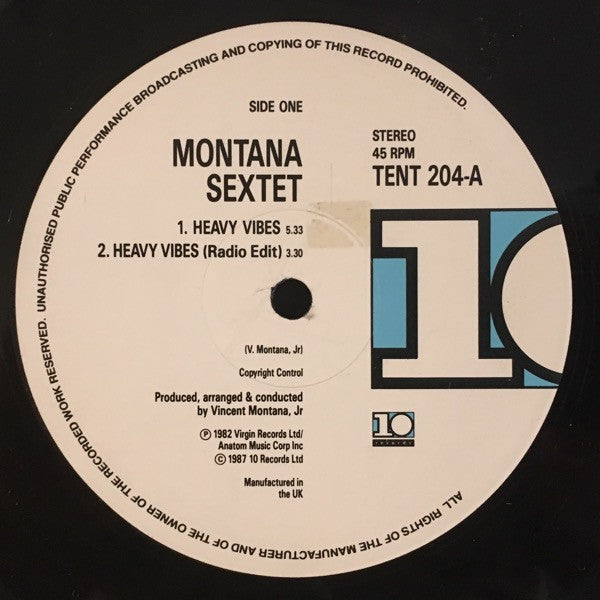 UNAUTHORISED PUBLIC PERFORMANCE BROADCASTING AND COPYING OF THIS RECORD PROHIBITED.
SIDE ONE
MONTANA
SEXTET
STEREO
45 RPM
TENT 204-A
1. HEAVY VIBES 5.33
2. HEAVY VIBES (Radio Edit) 3.30
10
(V. Montana, Jr)
Copyright Control
Produced, arranged & conducted
by Vincent Montana, Jr
Ⓟ 1982 Virgin Records Ltd/
Anatom Music Corp Inc
© 1987 10 Records Ltd
Manufactured in
the UK
10
records
ALL RIGHTS OF THE MANUFACTURER AND OF THE OWNER OF THE RECORDED WORK RESERVED.